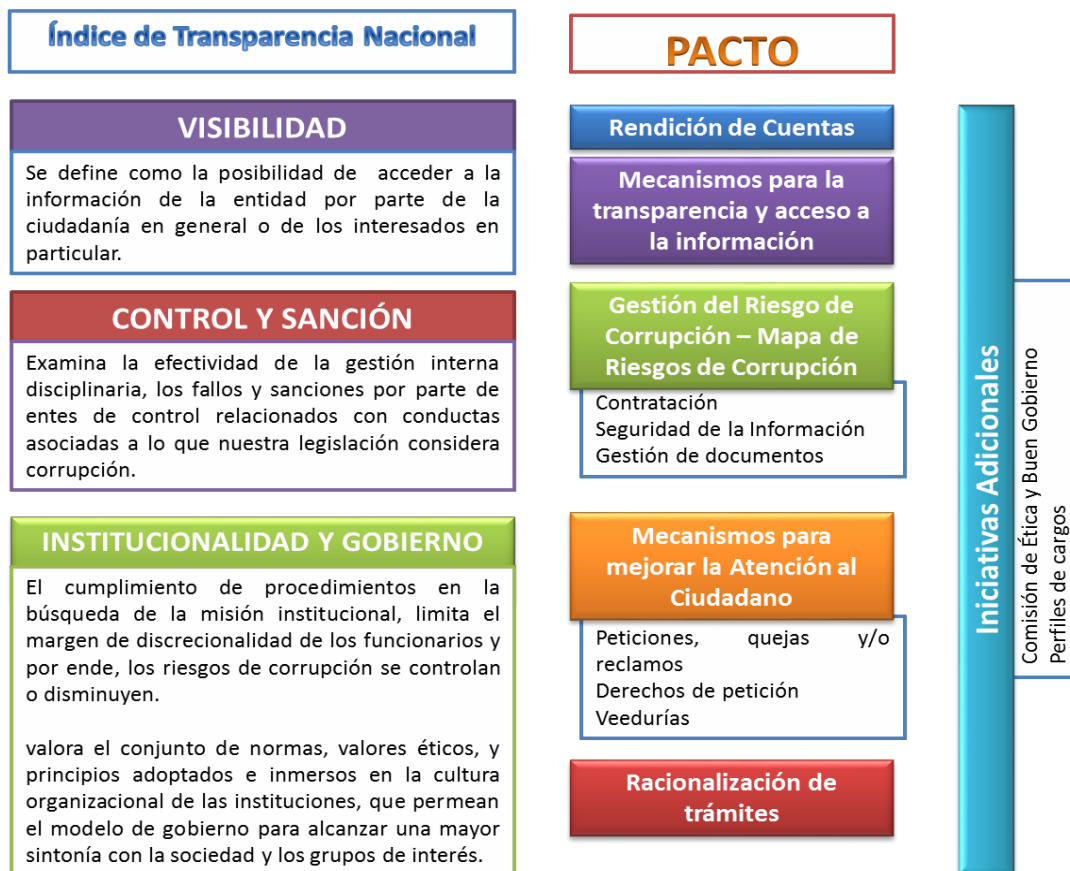 Índice de Transparencia Nacional
VISIBILIDAD
Se define como la posibilidad de acceder a la
información de la entidad por parte de la
ciudadanía en general o de los interesados en
particular.
CONTROL Y SANCIÓN
Examina la efectividad de la gestión interna
disciplinaria, los fallos y sanciones por parte de
entes de control relacionados con conductas
asociadas a lo que nuestra legislación considera
corrupción.
INSTITUCIONALIDAD Y GOBIERNO
El cumplimiento de procedimientos en la
búsqueda de la misión institucional, limita el
margen de discrecionalidad de los funcionarios y
por ende, los riesgos de corrupción se controlan
o disminuyen.
valora el conjunto de normas, valores éticos, y
principios adoptados e inmersos en la cultura
organizacional de las instituciones, que permean
el modelo de gobierno para alcanzar una mayor
sintonía con la sociedad y los grupos de interés.
PACTO
Rendición de Cuentas
Mecanismos para la
transparencia y acceso a
la información
Gestión del Riesgo de
Corrupción – Mapa de
Riesgos de Corrupción
Contratación
Seguridad de la Información
Gestión de documentos
Mecanismos para
mejorar la Atención al
Ciudadano
Peticiones, quejas y/o
reclamos
Derechos de petición
Veedurías
Racionalización de
trámites
Iniciativas Adicionales
Comisión de Ética y Buen Gobierno
Perfiles de cargos